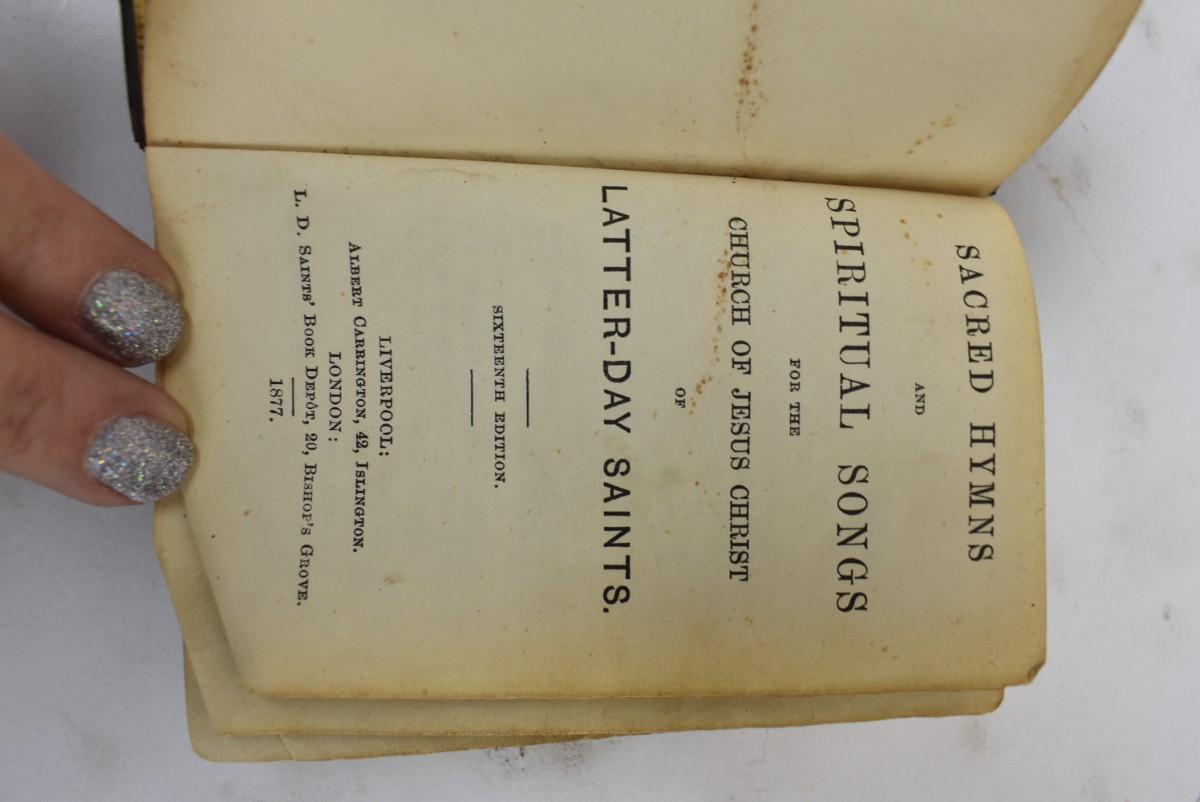 SACRED HYMNS
AND
SPIRITUAL SONGS
FOR THE
CHURCH OF JESUS CHRIST
OF
LATTER-DAY SAINTS.
SIXTEENTH EDITION.
LIVERPOOL:
ALBERT CARRINGTON, 42, ISLINGTON.
LONDON:
L. D. SAINTS' BOOK DEPÔT, 20, BISHOP'S GROVE.
1877.